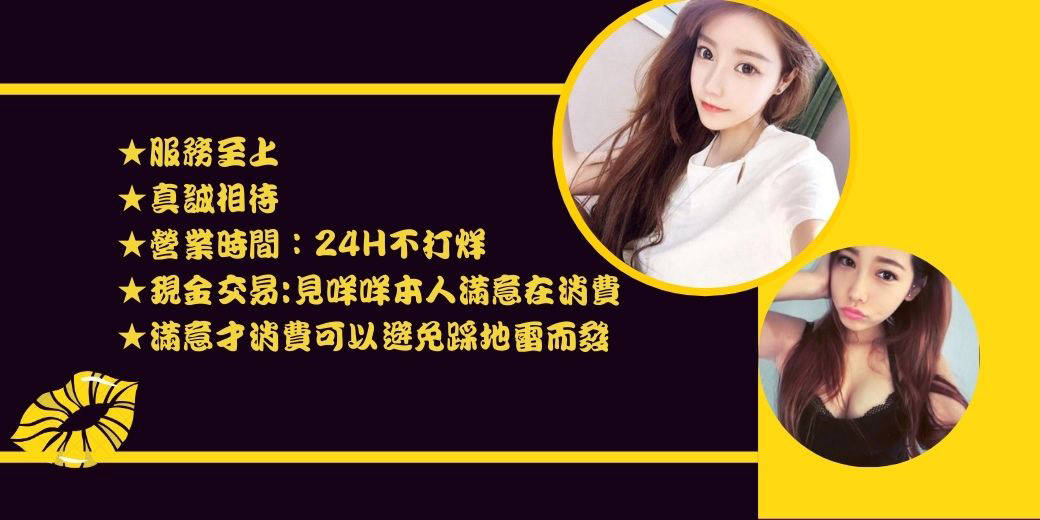 ★服務至上
★真誠相待
★營業時間：24H不打烊
★現金交易:見咩咩本人滿意在消費
★滿意才消費可以避免踩地雷而發